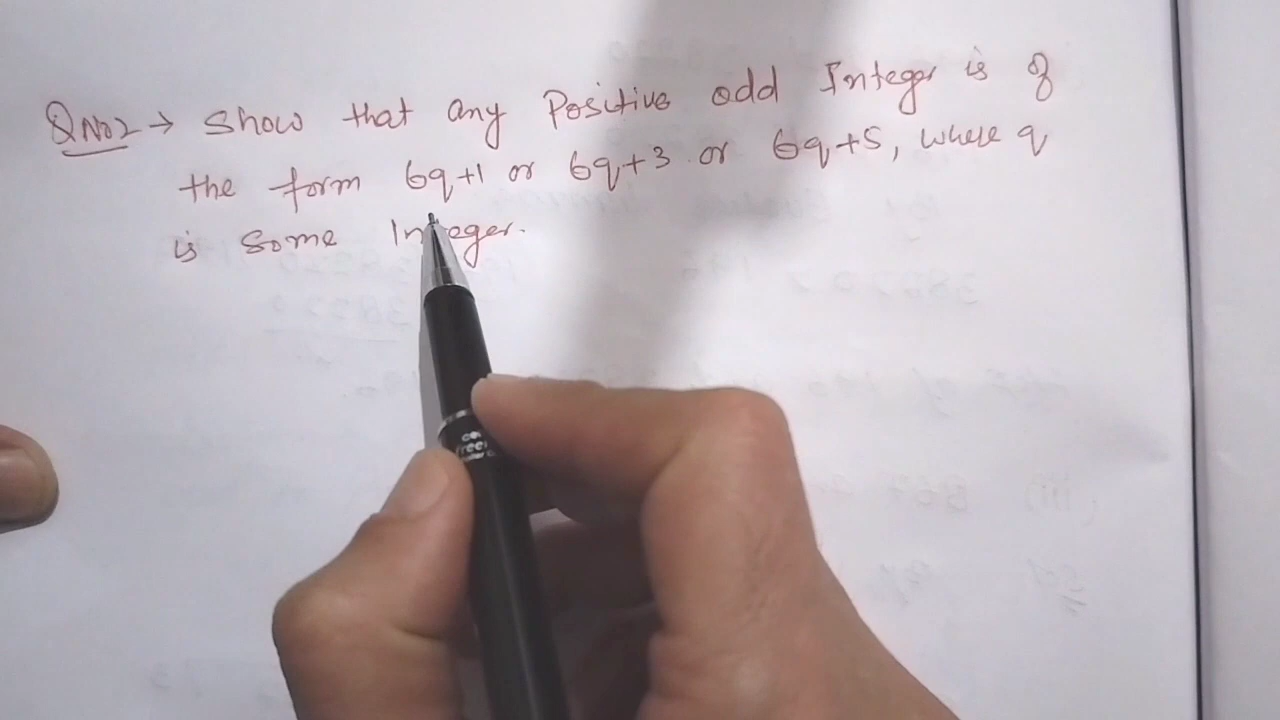 QNo2→ Show that any Positive odd Integer is of
the form 6q+1 or 6q+3 or 6q+5, where q
is some Integer.